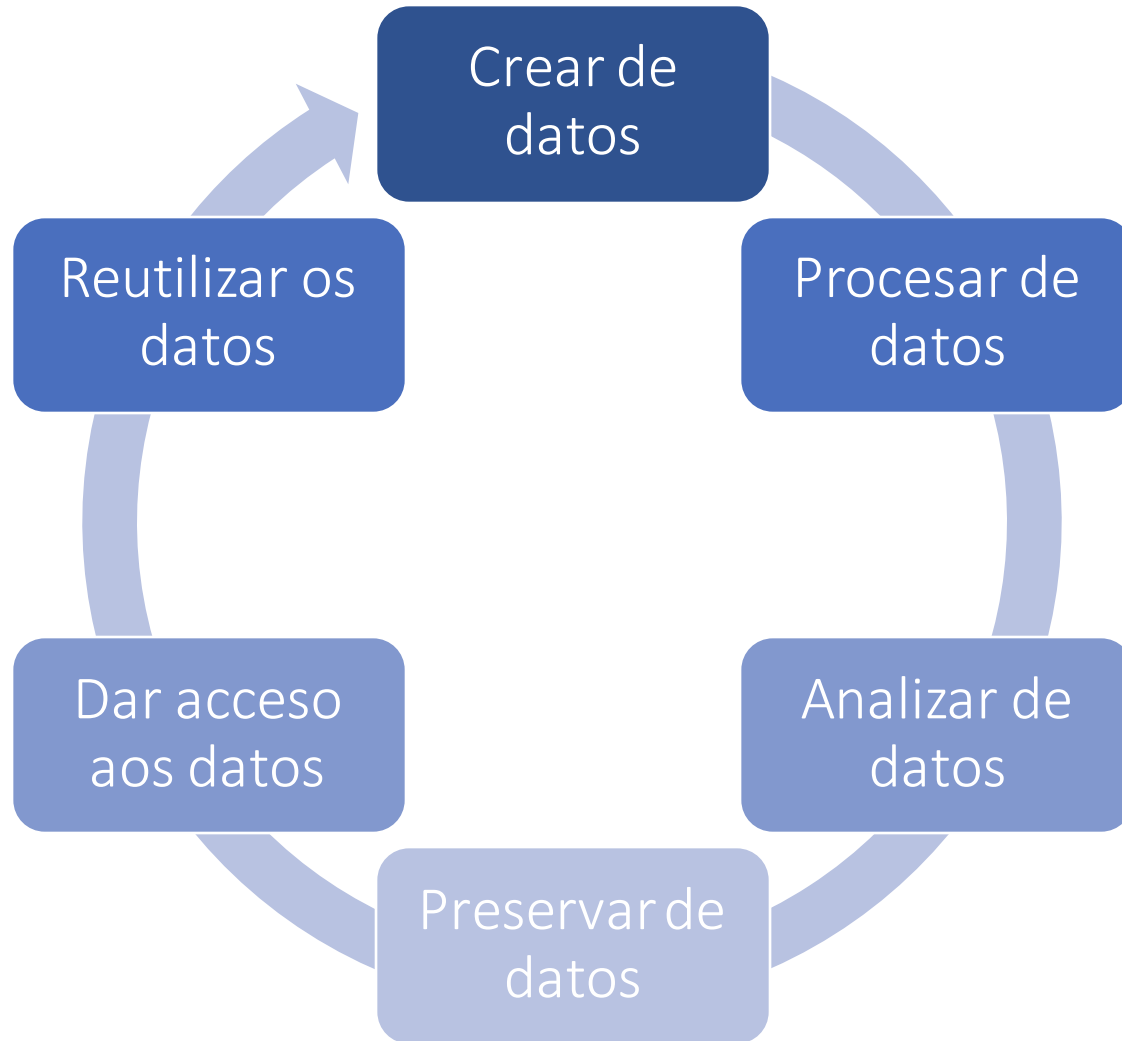 Crear de
datos
Procesar de
datos
Analizar de
datos
Preservar de
datos
Dar acceso
aos datos
Reutilizar os
datos